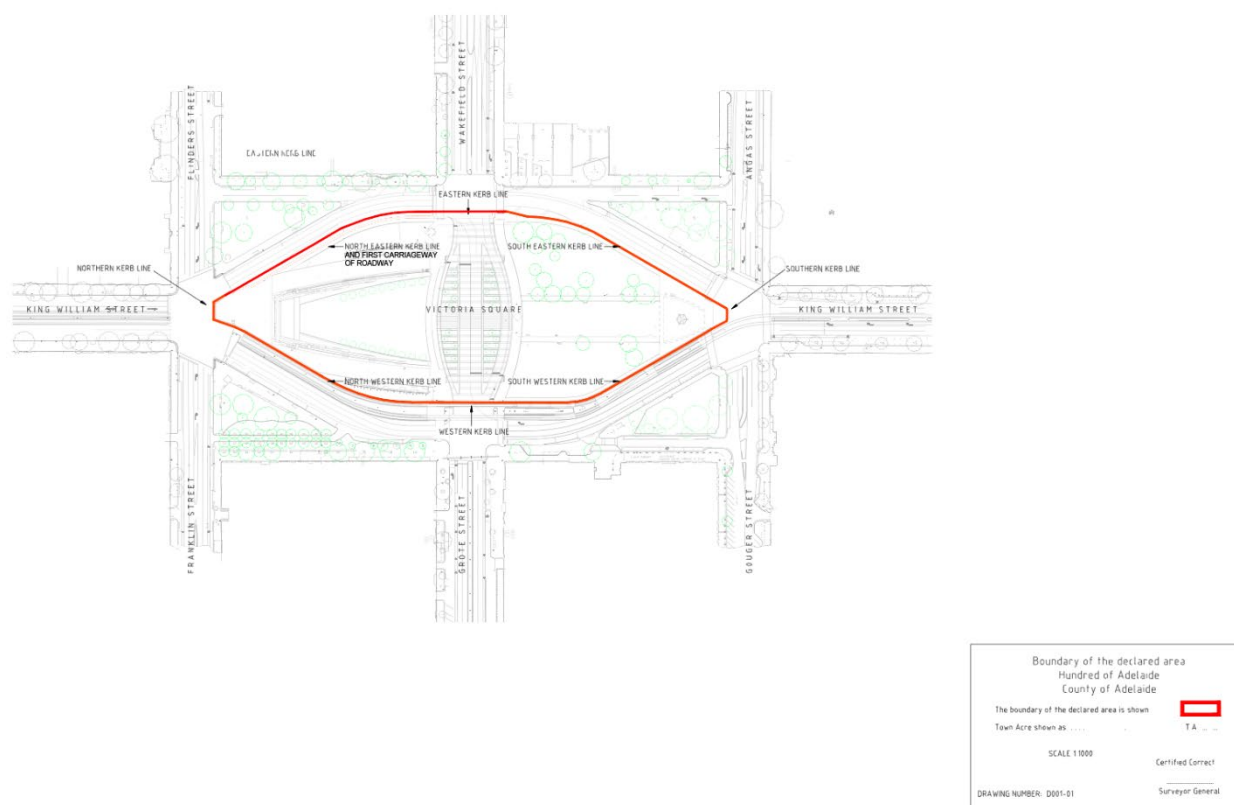 WAKEFIELD STREET
FLINDERS STREET
ANGAS STREET
KERB LINE
EASTERN KERB LINE
NORTH EASTERN KERB LINE
AND FIRST CARRIAGEWAY
OF ROADWAY
SOUTH EASTERN KERB LINE
NORTHERN KERB LINE
SOUTHERN KERB LINE
KING WILLIAM STREET
VICTORIA SQUARE
KING WILLIAM STREET
NORTH WESTERN KERB LINE
SOUTH WESTERN KERB LINE
WESTERN KERB LINE
FRANKLIN STREET
GROTE STREET
GOUGER STREET
Boundary of the declared area
Hundred of Adelaide
County of Adelaide
The boundary of the declared area is shown
Town Acre shown as .... T A
SCALE 1:1000
Certified Correct
DRAWING NUMBER: D001-01
Surveyor General